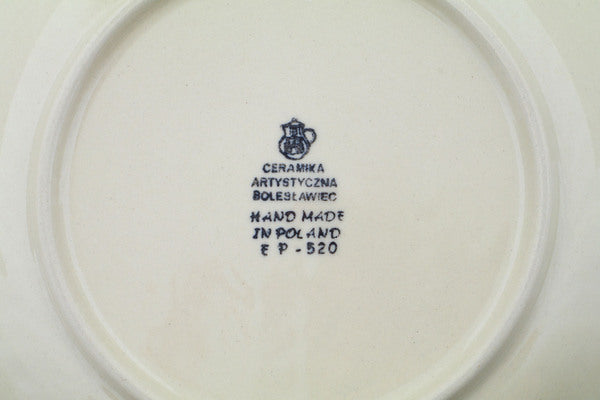 CERAMIKA
ARTYSTYCZNA
BOLESŁAWIEC
HAND MADE
IN POLAND
E P - 520